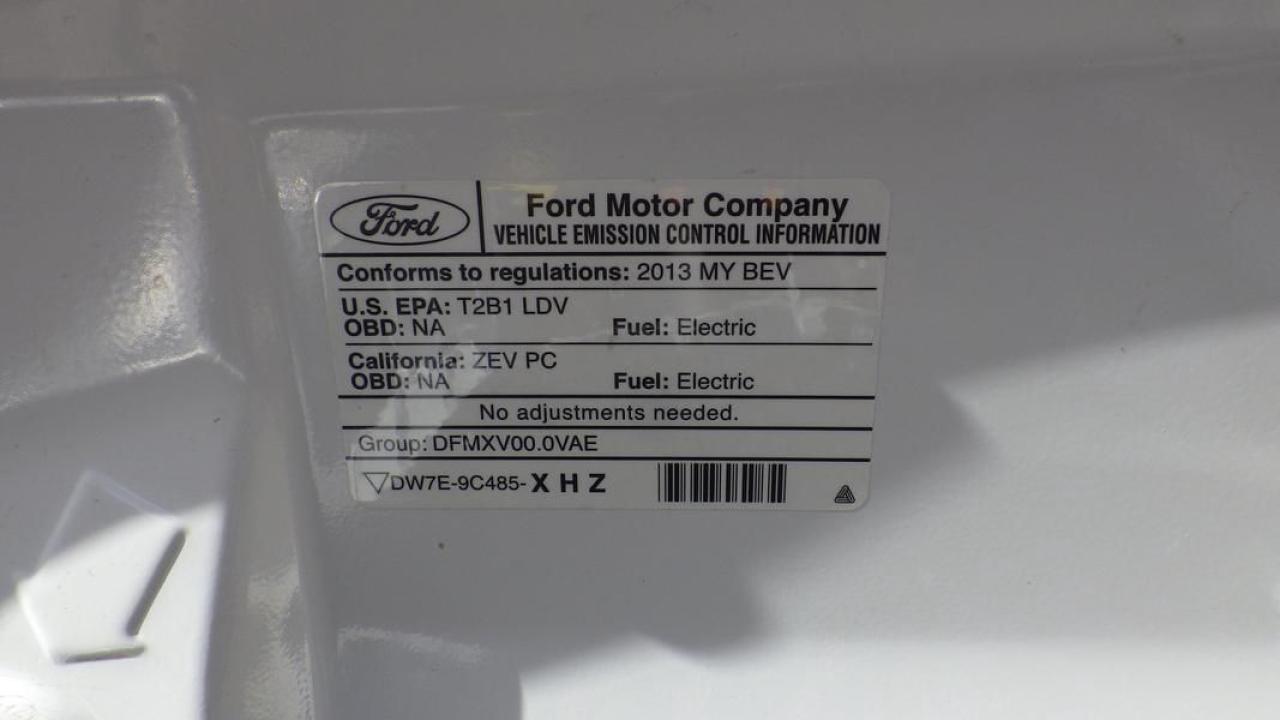 Ford
Ford Motor Company
VEHICLE EMISSION CONTROL INFORMATION
Conforms to regulations: 2013 MY BEV
U.S. EPA: T2B1 LDV
OBD: NA Fuel: Electric
California: ZEV PC
OBD: NA Fuel: Electric
No adjustments needed.
Group: DFMXV00.0VAE
DW7E-9C485-X H Z